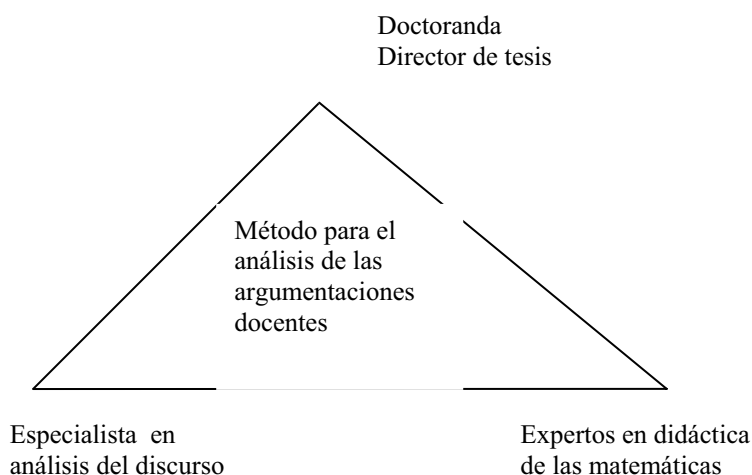 Doctoranda
Director de tesis
Método para el
análisis de las
argumentaciones
docentes
Especialista en
análisis del discurso
Expertos en didáctica
de las matemáticas